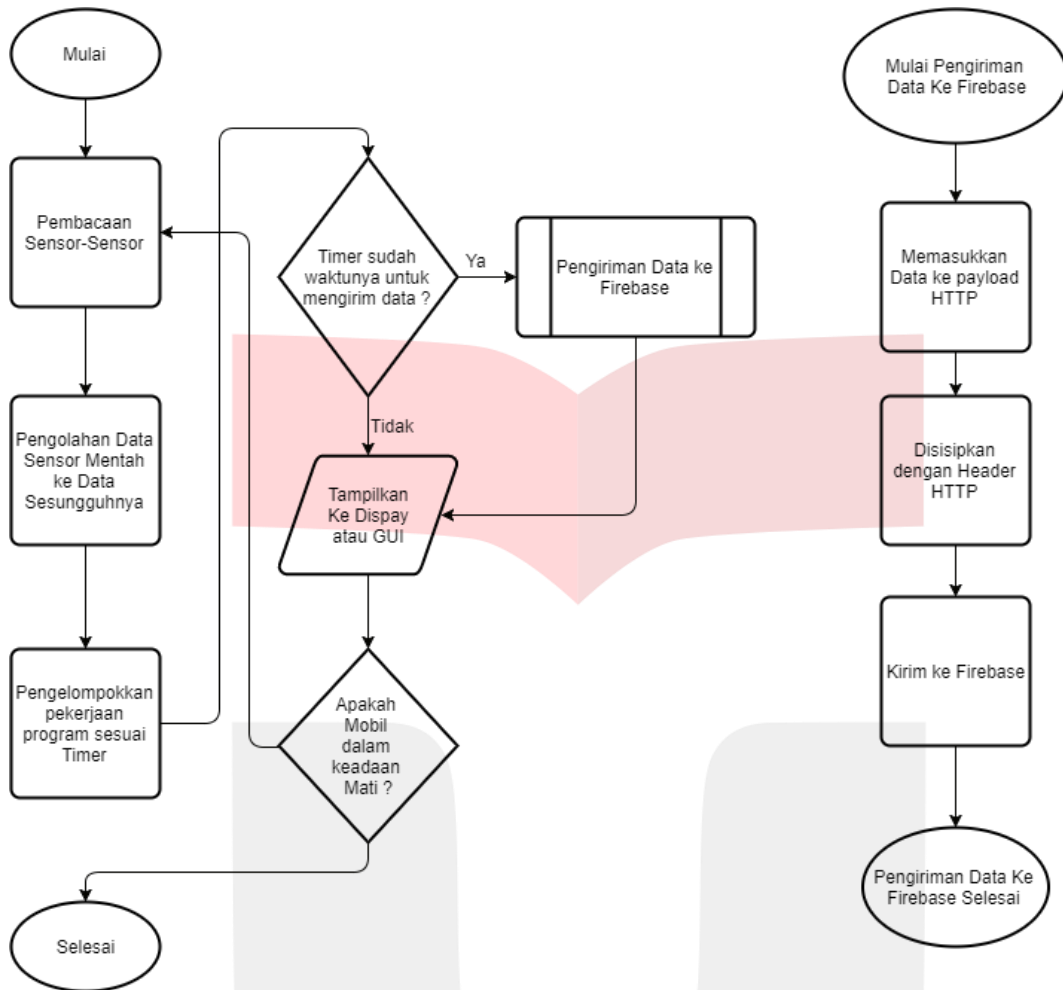 Mulai
Pembacaan
Sensor-Sensor
Pengolahan Data
Sensor Mentah
ke Data
Sesungguhnya
Pengelompokkan
pekerjaan
program sesuai
Timer
Timer sudah
waktunya untuk
mengirim data ?
Ya
Pengiriman Data ke
Firebase
Tidak
Tampilkan
Ke Dispay
atau GUI
Apakah
Mobil
dalam
keadaan
Mati ?
Selesai
Mulai Pengiriman
Data Ke Firebase
Memasukkan
Data ke payload
HTTP
Disisipkan
dengan Header
HTTP
Kirim ke Firebase
Pengiriman Data Ke
Firebase Selesai